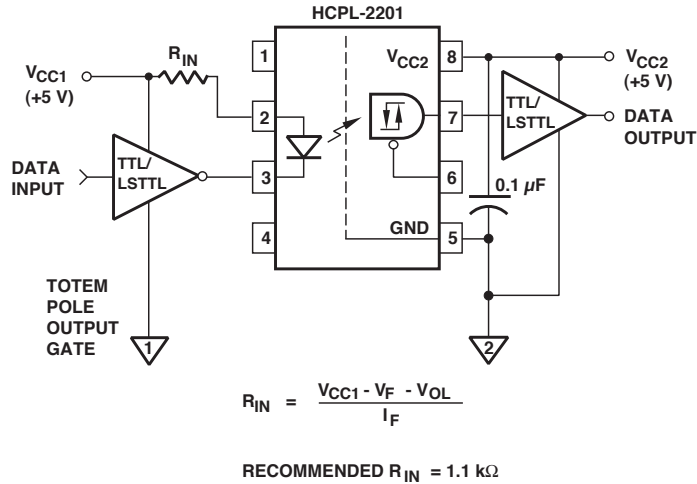 HCPL-2201
V_CC1
(+5 V)
R_IN
1
2
3
4
V_CC2
8
7
6
5
GND
V_CC2
(+5 V)
DATA
INPUT
TTL/
LSTTL
TTL/
LSTTL
DATA
OUTPUT
0.1 µF
TOTEM
POLE
OUTPUT
GATE
1
2
R_IN = (V_CC1 - V_F - V_OL) / I_F
RECOMMENDED R_IN = 1.1 kΩ